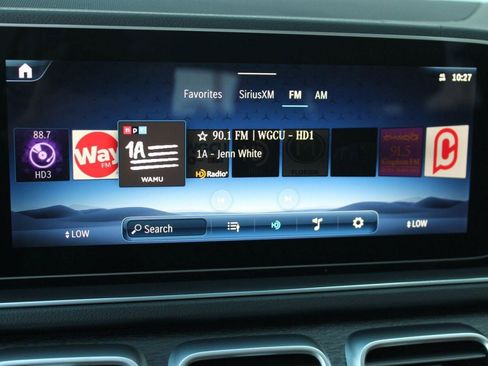 10:27
Favorites SiriusXM FM AM
88.7
HD3
Way
FM
npr
1A
WAMU
90.1 FM | WGCU - HD1
1A - Jenn White
HD Radio
91.5
Kingdom FM
LOW
Search
LOW